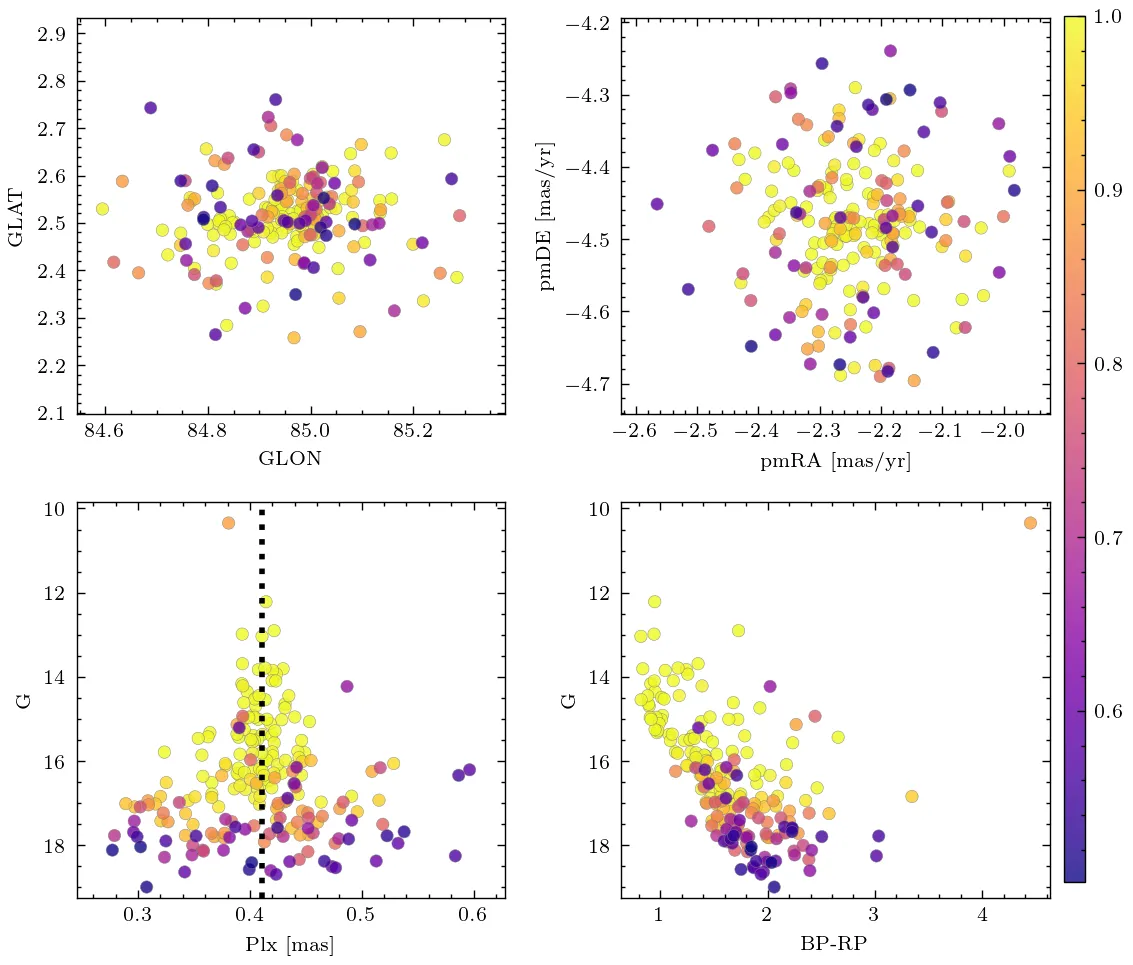 2.9
2.8
2.7
2.6
2.5
2.4
2.3
2.2
2.1
GLAT
84.6 84.8 85.0 85.2
GLON
−4.2
−4.3
−4.4
−4.5
−4.6
−4.7
pmDE [mas/yr]
−2.6 −2.5 −2.4 −2.3 −2.2 −2.1 −2.0
pmRA [mas/yr]
1.0
0.9
0.8
0.7
0.6
10
12
14
16
18
G
0.3 0.4 0.5 0.6
Plx [mas]
10
12
14
16
18
G
1 2 3 4
BP-RP